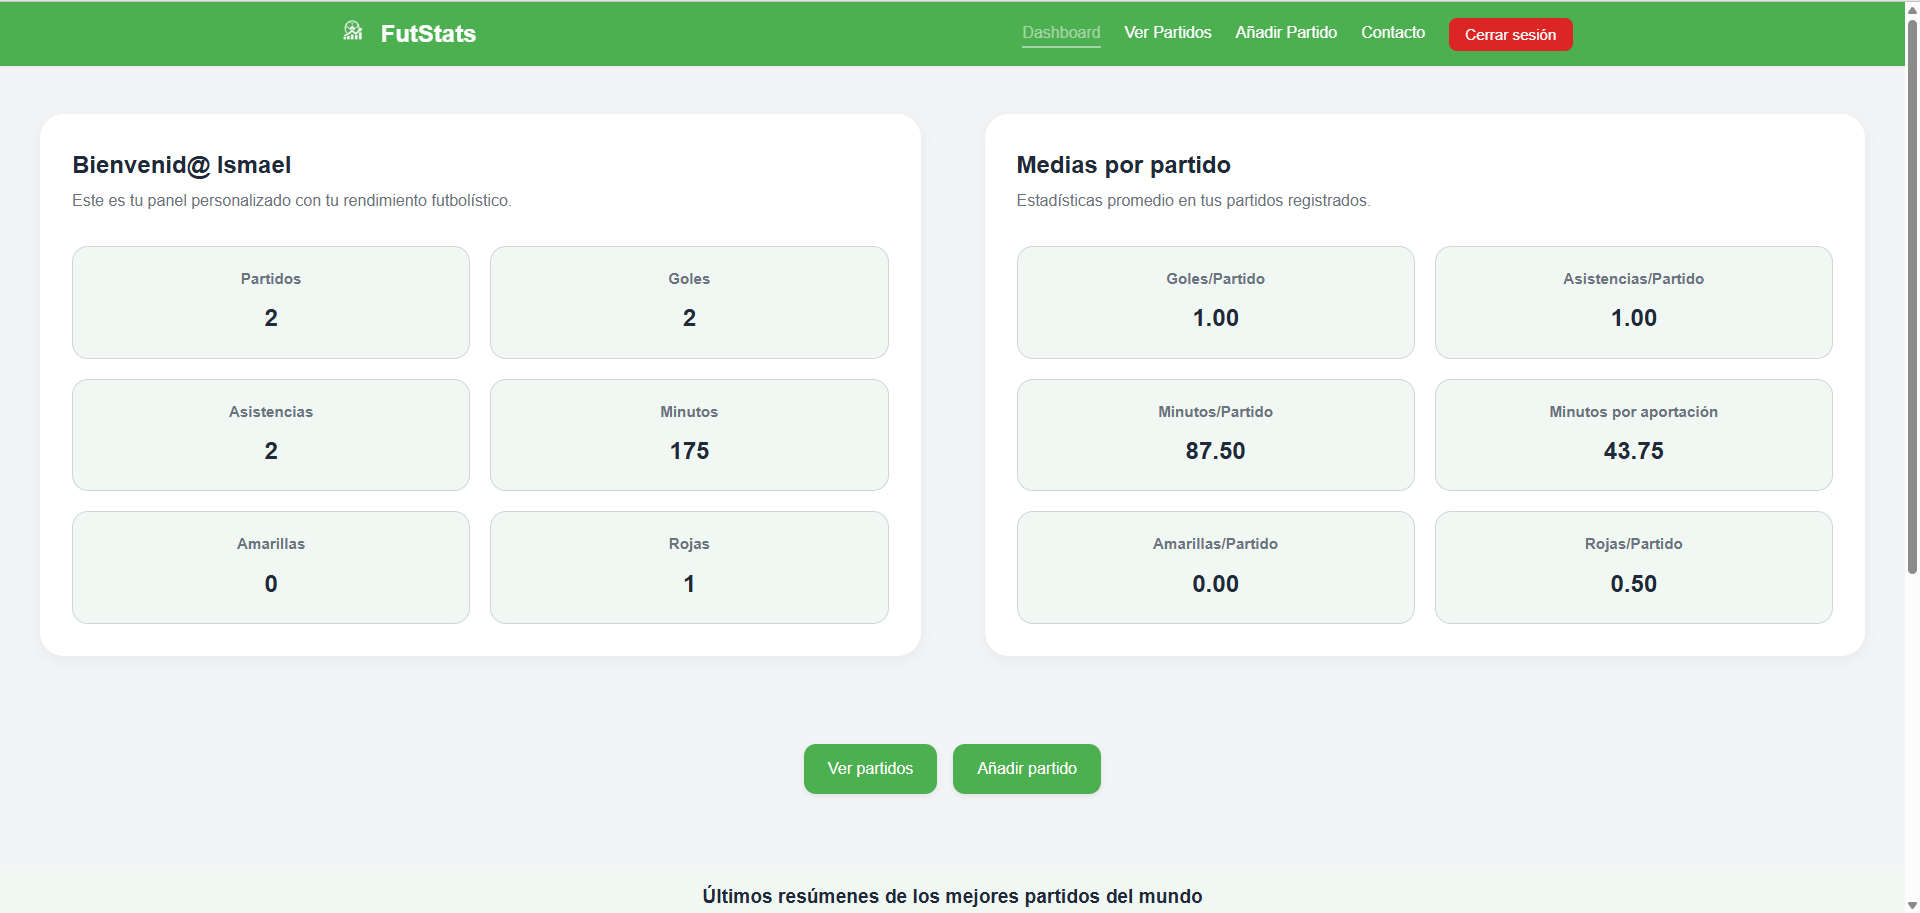 FutStats
Dashboard
Ver Partidos
Añadir Partido
Contacto
Cerrar sesión
Bienvenid@ Ismael
Este es tu panel personalizado con tu rendimiento futbolístico.
Partidos
2
Goles
2
Asistencias
2
Minutos
175
Amarillas
0
Rojas
1
Medias por partido
Estadísticas promedio en tus partidos registrados.
Goles/Partido
1.00
Asistencias/Partido
1.00
Minutos/Partido
87.50
Minutos por aportación
43.75
Amarillas/Partido
0.00
Rojas/Partido
0.50
Ver partidos
Añadir partido
Últimos resúmenes de los mejores partidos del mundo